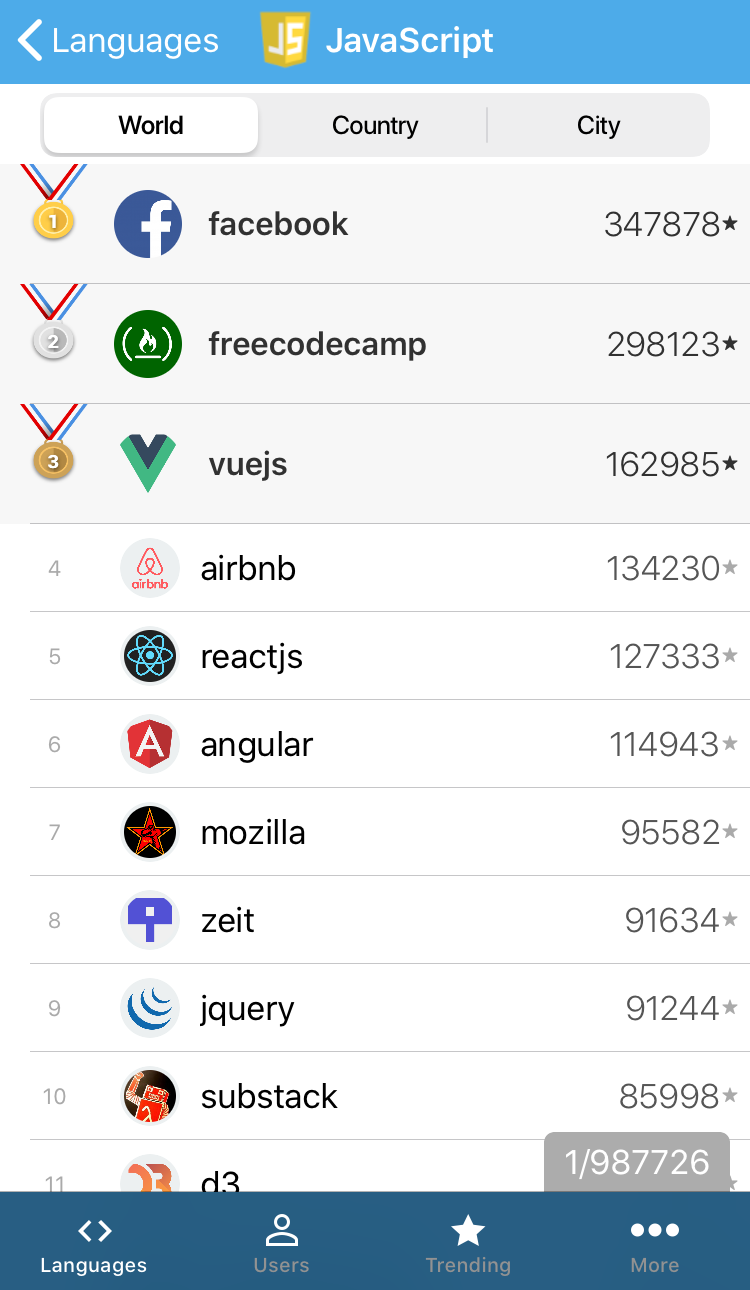 Languages JS JavaScript
World Country City
1 facebook 347878★
2 freecodecamp 298123★
3 vuejs 162985★
4 airbnb airbnb 134230★
5 reactjs 127333★
6 A angular 114943★
7 mozilla 95582★
8 zeit 91634★
9 jquery 91244★
10 substack 85998★
11 d3
1/987726
Languages Users Trending More